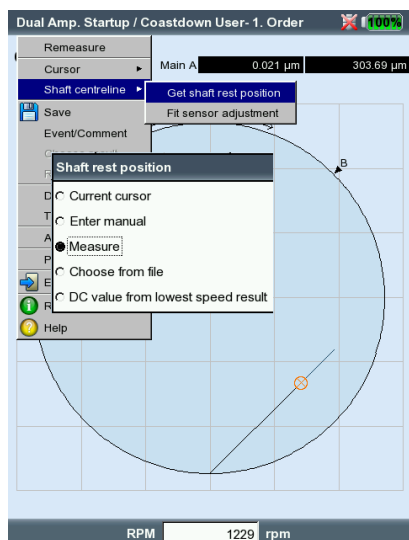 Dual Amp. Startup / Coastdown User- 1. Order
100%
Remeasure
Cursor
Main A
0.021 µm
303.69 µm
Shaft centreline
Get shaft rest position
Save
Fit sensor adjustment
Event/Comment
Shaft rest position
B
Current cursor
Enter manual
Measure
Choose from file
DC value from lowest speed result
Help
RPM
1229 rpm